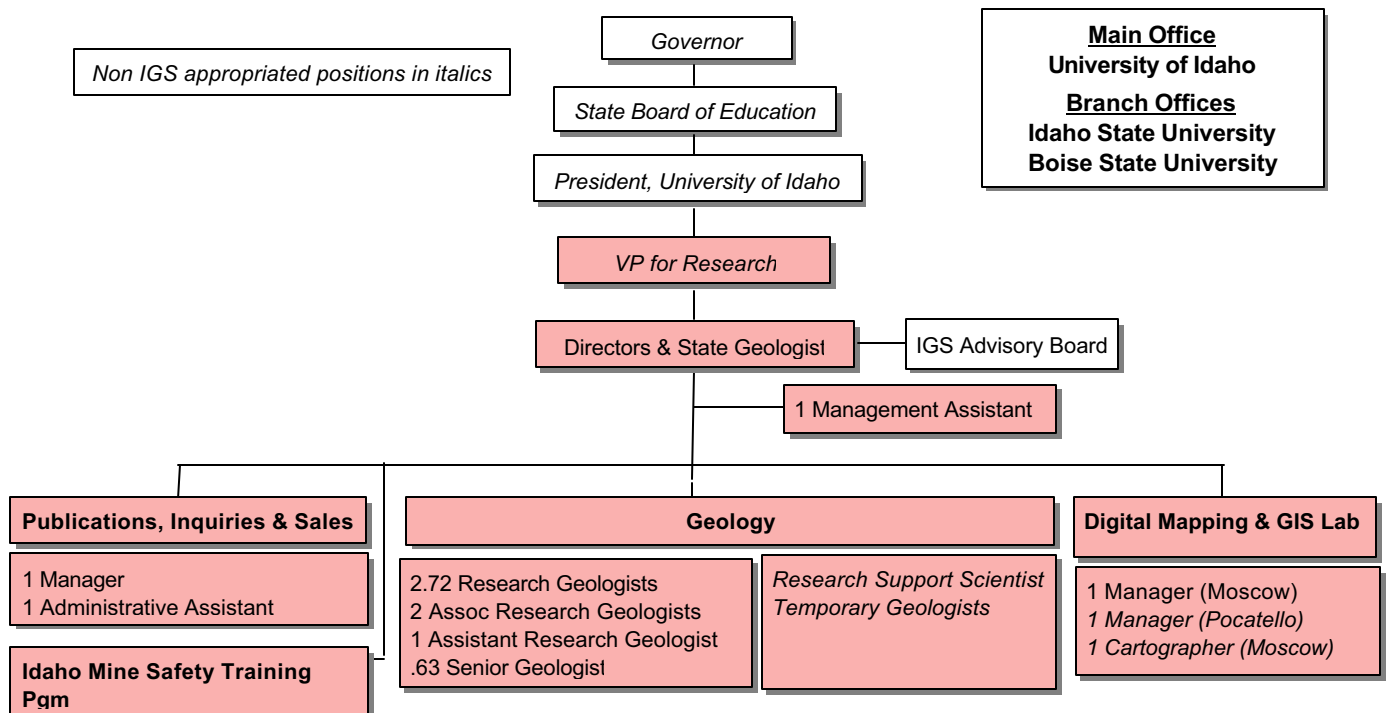 Governor
Non IGS appropriated positions in italics
Main Office
University of Idaho
Branch Offices
Idaho State University
Boise State University
State Board of Education
President, University of Idaho
VP for Research
Directors & State Geologist
IGS Advisory Board
1 Management Assistant
Publications, Inquiries & Sales
1 Manager
1 Administrative Assistant
Idaho Mine Safety Training
Pgm
Geology
2.72 Research Geologists
2 Assoc Research Geologists
1 Assistant Research Geologist
.63 Senior Geologist
Research Support Scientist
Temporary Geologists
Digital Mapping & GIS Lab
1 Manager (Moscow)
1 Manager (Pocatello)
1 Cartographer (Moscow)